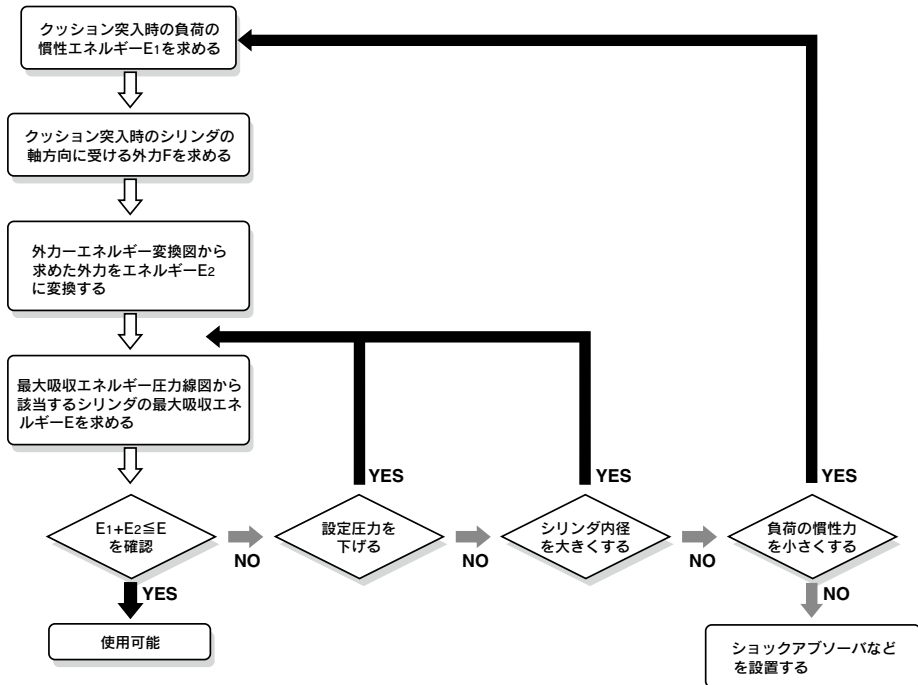 クッション突入時の負荷の
慣性エネルギーE1を求める
クッション突入時のシリンダの
軸方向に受ける外力Fを求める
外力ーエネルギー変換図から
求めた外力をエネルギーE2
に変換する
最大吸収エネルギー圧力線図から
該当するシリンダの最大吸収エネ
ルギーEを求める
E1+E2≦E
を確認
YES
使用可能
NO
設定圧力を
下げる
YES
NO
シリンダ内径
を大きくする
YES
NO
負荷の慣性力
を小さくする
YES
NO
ショックアブソーバなど
を設置する